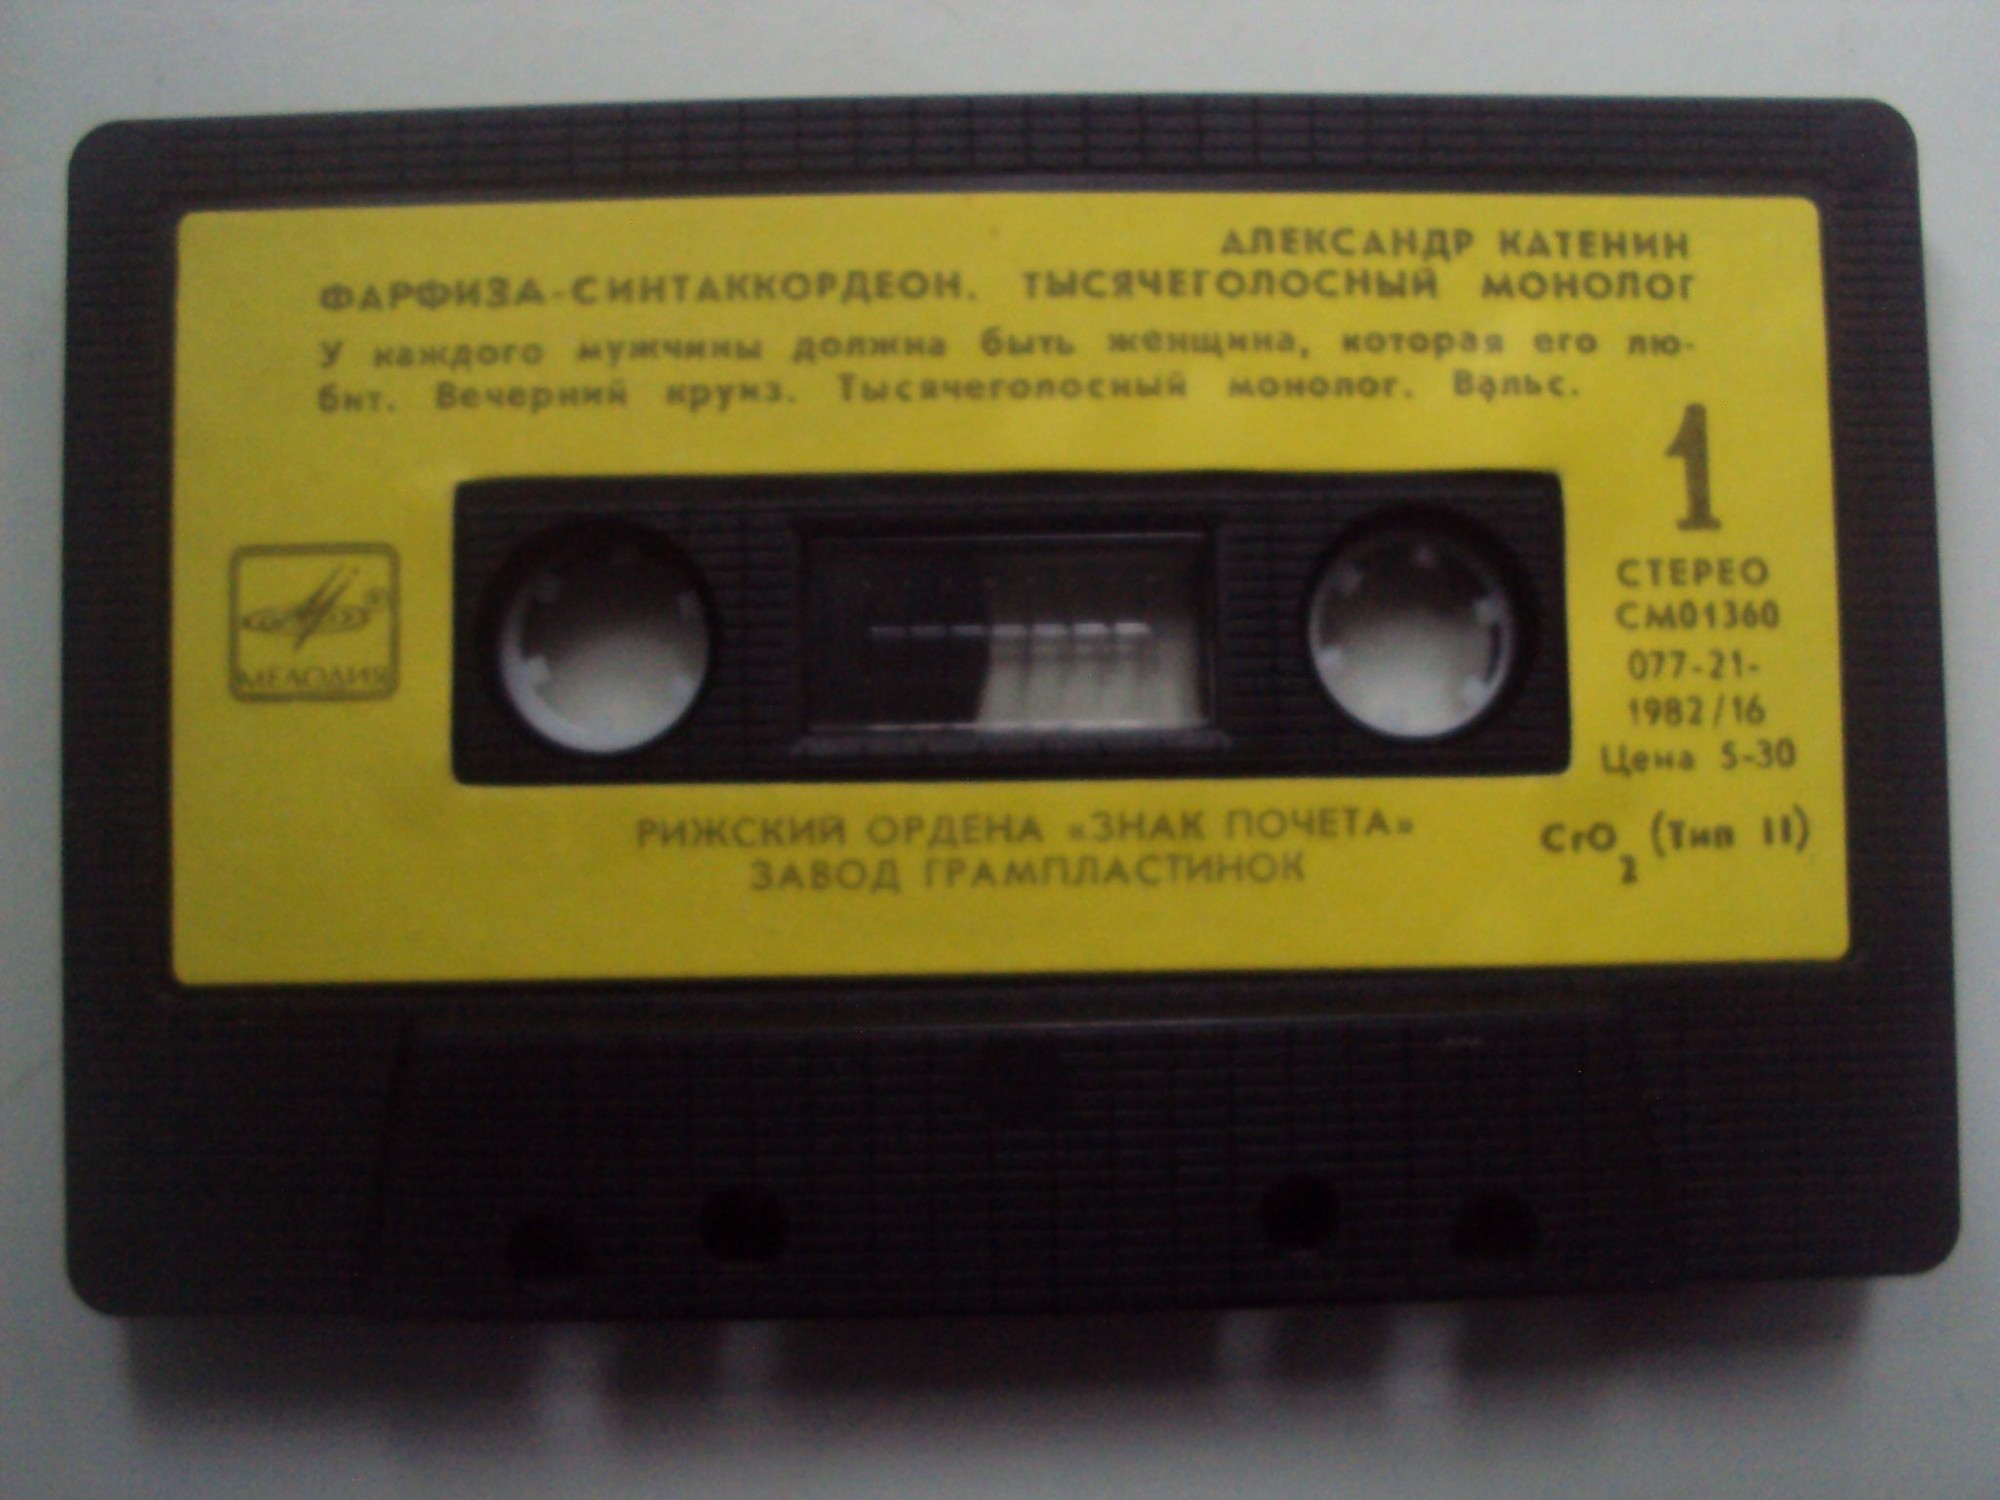 АЛЕКСАНДР КАТЕНИН
ФАРФИЗА-СИНТАККОРДЕОН. ТЫСЯЧЕГОЛОСНЫЙ МОНОЛОГ
У каждого мужчины должна быть женщина, которая его лю-
бит. Вечерний круиз. Тысячеголосный монолог. Вальс.
1
СТЕРЕО
СМ01360
077-21-
1982/16
Цена 5-30
CrO2 (Тип II)
МЕЛОДИЯ
РИЖСКИЙ ОРДЕНА «ЗНАК ПОЧЕТА»
ЗАВОД ГРАМПЛАСТИНОК